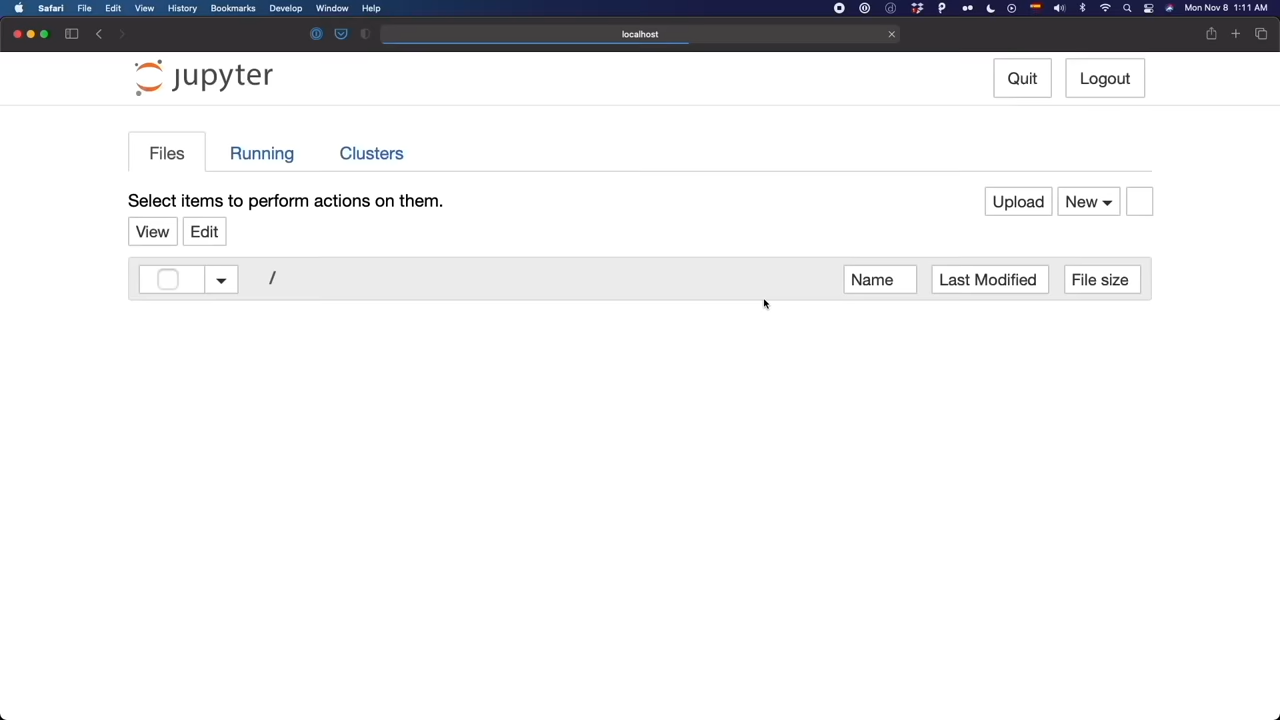 Safari File Edit View History Bookmarks Develop Window Help Mon Nov 8 1:11 AM
localhost
jupyter Quit Logout
Files Running Clusters
Select items to perform actions on them. Upload New
View Edit
/ Name Last Modified File size